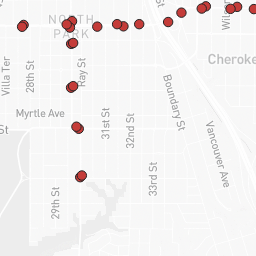 NORTH
PARK
Villa Ter
28th St
Ray St
Cheroke
Myrtle Ave
31st St
32nd St
Boundary St
Vancouver Ave
33rd St
29th St